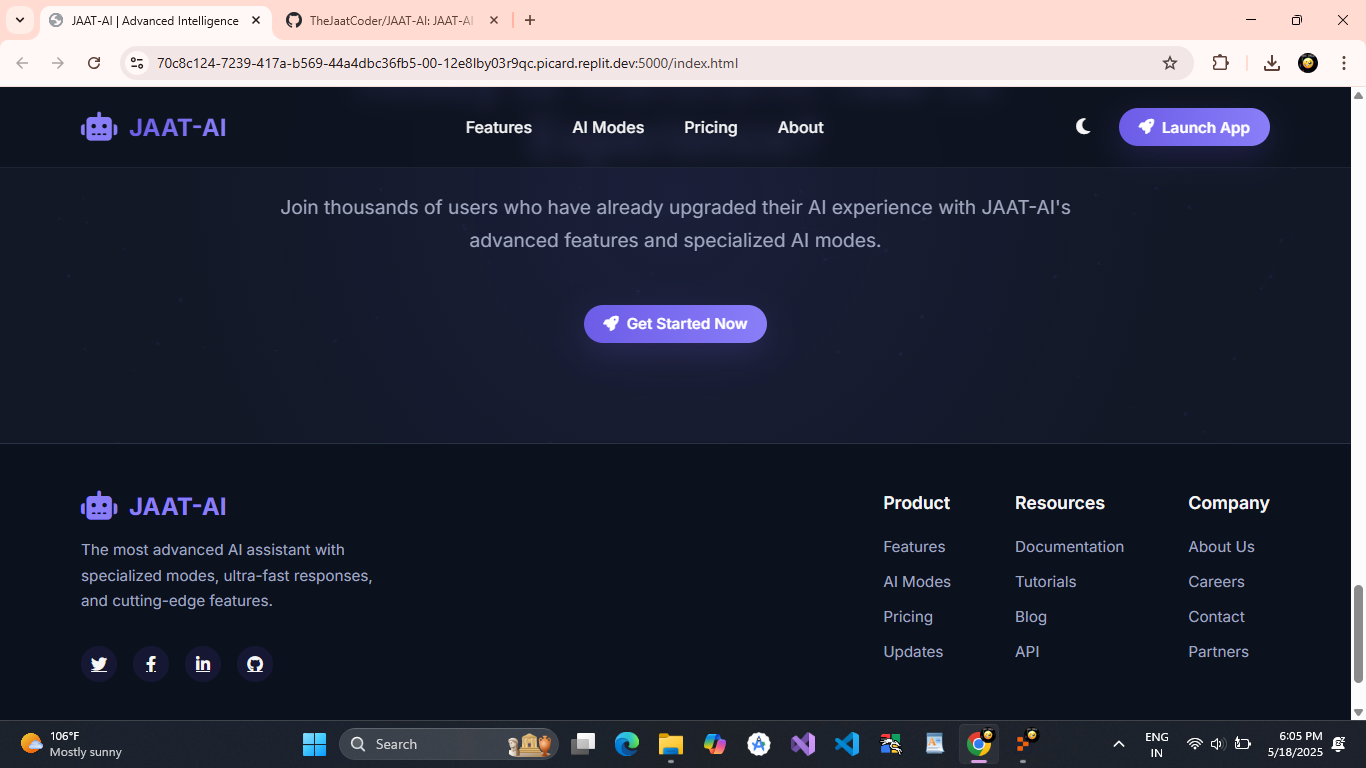 JAAT-AI | Advanced Intelligence
TheJaatCoder/JAAT-AI: JAAT-AI
70c8c124-7239-417a-b569-44a4dbc36fb5-00-12e8lby03r9qc.picard.replit.dev:5000/index.html
JAAT-AI
Features
AI Modes
Pricing
About
Launch App
Join thousands of users who have already upgraded their AI experience with JAAT-AI's
advanced features and specialized AI modes.
Get Started Now
JAAT-AI
The most advanced AI assistant with
specialized modes, ultra-fast responses,
and cutting-edge features.
Product
Features
AI Modes
Pricing
Updates
Resources
Documentation
Tutorials
Blog
API
Company
About Us
Careers
Contact
Partners
106°F
Mostly sunny
Search
ENG
IN
6:05 PM
5/18/2025